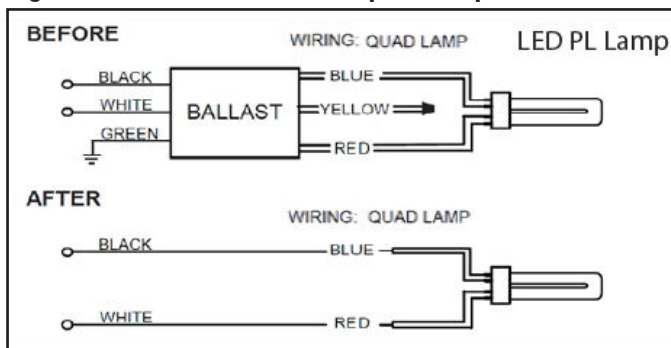 BEFORE
WIRING: QUAD LAMP
LED PL Lamp
BLACK
BLUE
WHITE
BALLAST
YELLOW
GREEN
RED
AFTER
WIRING: QUAD LAMP
BLACK
BLUE
WHITE
RED